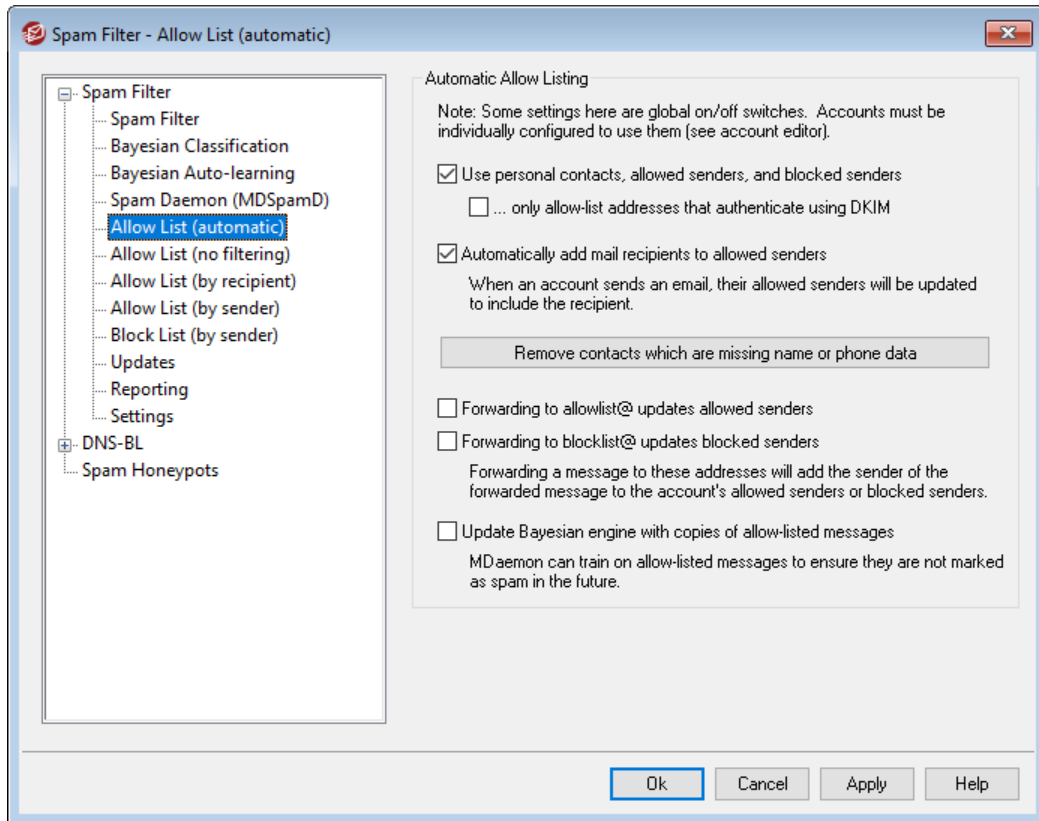 Spam Filter - Allow List (automatic)
Spam Filter
Spam Filter
Bayesian Classification
Bayesian Auto-learning
Spam Daemon (MDSpamD)
Allow List (automatic)
Allow List (no filtering)
Allow List (by recipient)
Allow List (by sender)
Block List (by sender)
Updates
Reporting
Settings
DNS-BL
Spam Honeypots
Automatic Allow Listing
Note: Some settings here are global on/off switches.  Accounts must be
individually configured to use them (see account editor).
Use personal contacts, allowed senders, and blocked senders
... only allow-list addresses that authenticate using DKIM
Automatically add mail recipients to allowed senders
When an account sends an email, their allowed senders will be updated
to include the recipient.
Remove contacts which are missing name or phone data
Forwarding to allowlist@ updates allowed senders
Forwarding to blocklist@ updates blocked senders
Forwarding a message to these addresses will add the sender of the
forwarded message to the account's allowed senders or blocked senders.
Update Bayesian engine with copies of allow-listed messages
MDaemon can train on allow-listed messages to ensure they are not marked
as spam in the future.
Ok
Cancel
Apply
Help